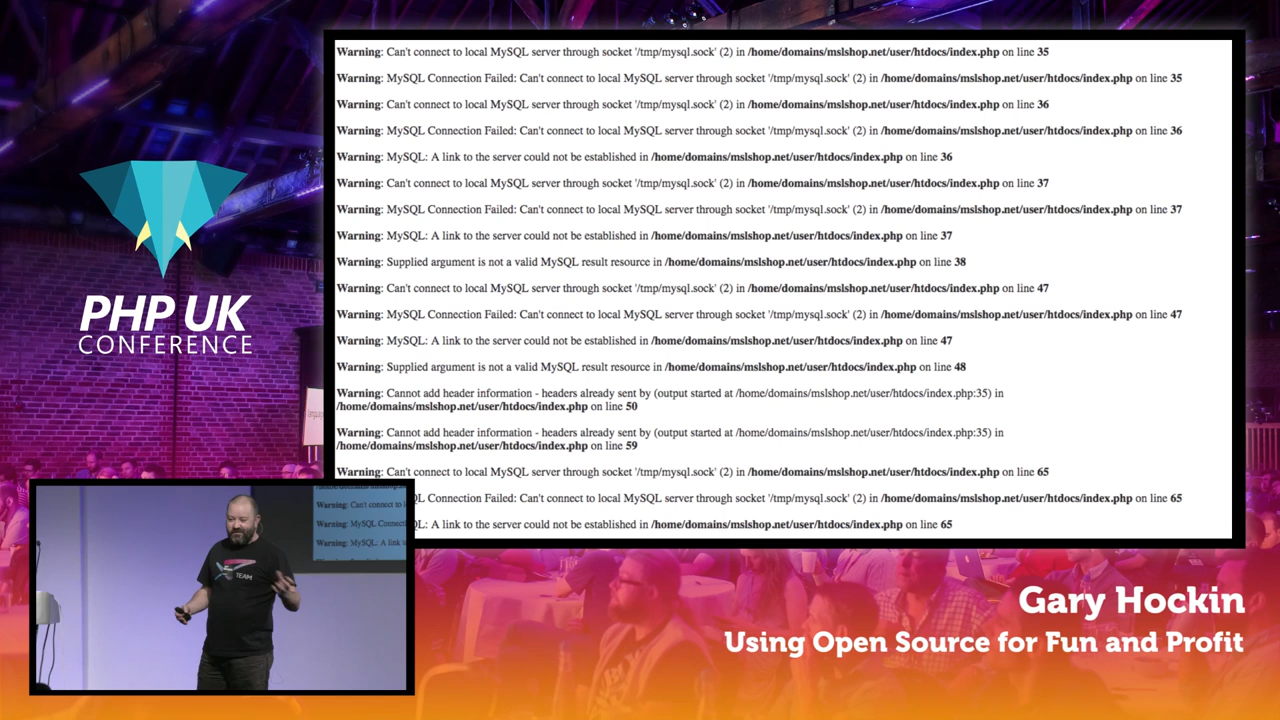 Warning: Can't connect to local MySQL server through socket '/tmp/mysql.sock' (2) in /home/domains/mslshop.net/user/htdocs/index.php on line 35
Warning: MySQL Connection Failed: Can't connect to local MySQL server through socket '/tmp/mysql.sock' (2) in /home/domains/mslshop.net/user/htdocs/index.php on line 35
Warning: Can't connect to local MySQL server through socket '/tmp/mysql.sock' (2) in /home/domains/mslshop.net/user/htdocs/index.php on line 36
Warning: MySQL Connection Failed: Can't connect to local MySQL server through socket '/tmp/mysql.sock' (2) in /home/domains/mslshop.net/user/htdocs/index.php on line 36
Warning: MySQL: A link to the server could not be established in /home/domains/mslshop.net/user/htdocs/index.php on line 36
Warning: Can't connect to local MySQL server through socket '/tmp/mysql.sock' (2) in /home/domains/mslshop.net/user/htdocs/index.php on line 37
Warning: MySQL Connection Failed: Can't connect to local MySQL server through socket '/tmp/mysql.sock' (2) in /home/domains/mslshop.net/user/htdocs/index.php on line 37
Warning: MySQL: A link to the server could not be established in /home/domains/mslshop.net/user/htdocs/index.php on line 37
Warning: Supplied argument is not a valid MySQL result resource in /home/domains/mslshop.net/user/htdocs/index.php on line 38
Warning: Can't connect to local MySQL server through socket '/tmp/mysql.sock' (2) in /home/domains/mslshop.net/user/htdocs/index.php on line 47
Warning: MySQL Connection Failed: Can't connect to local MySQL server through socket '/tmp/mysql.sock' (2) in /home/domains/mslshop.net/user/htdocs/index.php on line 47
Warning: MySQL: A link to the server could not be established in /home/domains/mslshop.net/user/htdocs/index.php on line 47
Warning: Supplied argument is not a valid MySQL result resource in /home/domains/mslshop.net/user/htdocs/index.php on line 48
Warning: Cannot add header information - headers already sent by (output started at /home/domains/mslshop.net/user/htdocs/index.php:35) in
/home/domains/mslshop.net/user/htdocs/index.php on line 50
Warning: Cannot add header information - headers already sent by (output started at /home/domains/mslshop.net/user/htdocs/index.php:35) in
/home/domains/mslshop.net/user/htdocs/index.php on line 59
Warning: Can't connect to local MySQL server through socket '/tmp/mysql.sock' (2) in /home/domains/mslshop.net/user/htdocs/index.php on line 65
L Connection Failed: Can't connect to local MySQL server through socket '/tmp/mysql.sock' (2) in /home/domains/mslshop.net/user/htdocs/index.php on line 65
L: A link to the server could not be established in /home/domains/mslshop.net/user/htdocs/index.php on line 65
PHP UK
CONFERENCE
Warning: Can't connect to l
Warning: MySQL Connect
Warning: MySQL: A link t
TEAM
Gary Hockin
Using Open Source for Fun and Profit